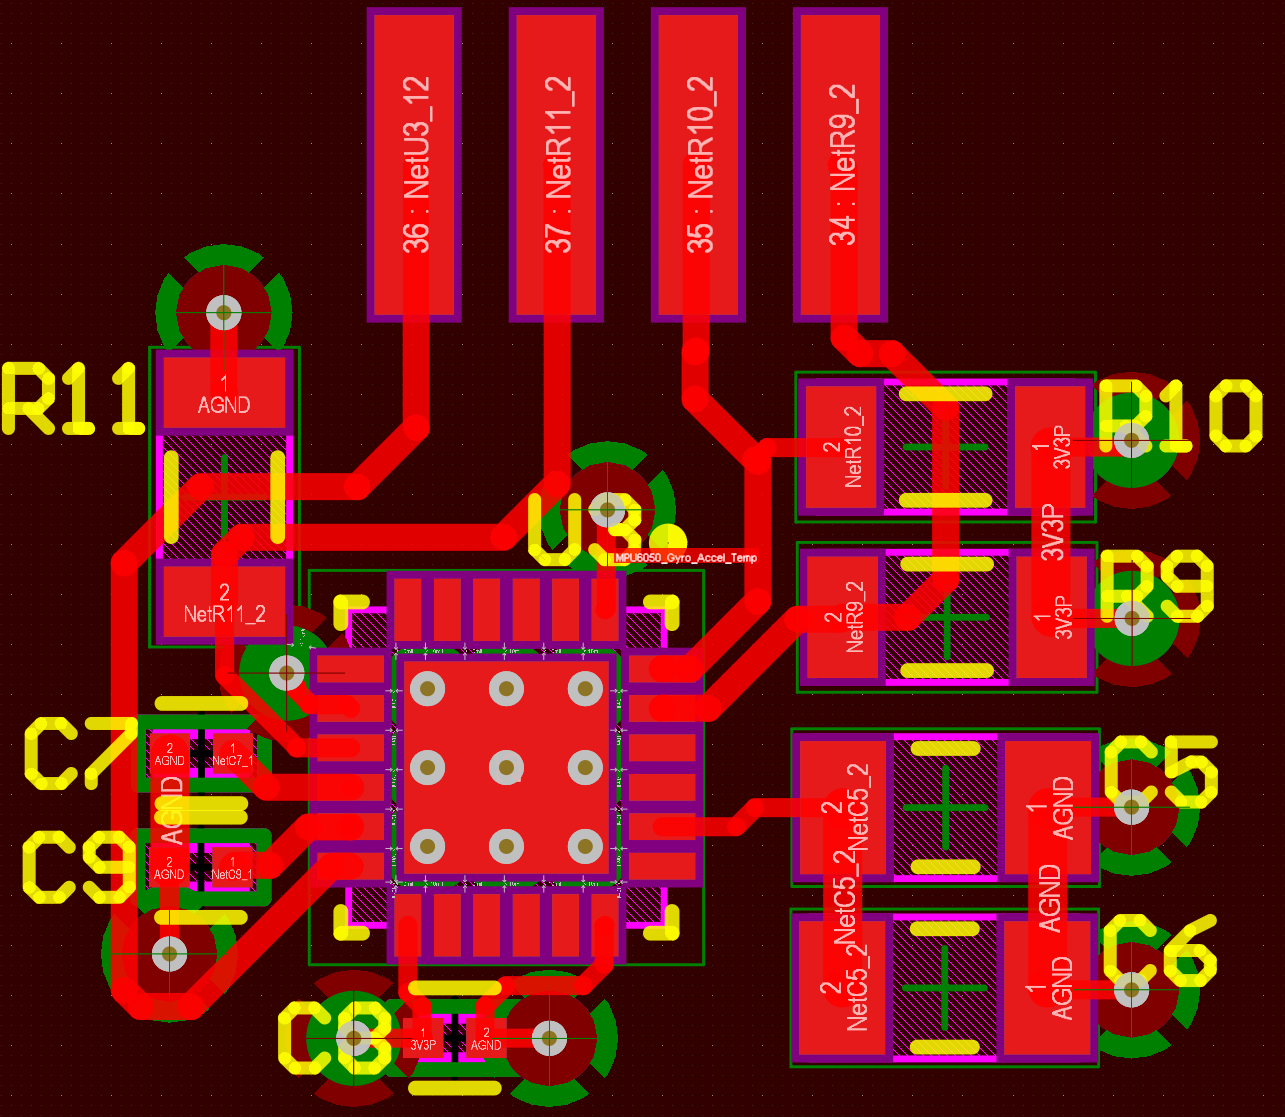 36 : NetU3_12
37 : NetR11_2
35 : NetR10_2
34 : NetR9_2
R11
1
AGND
2
NetR11_2
R10
2
NetR10_2
1
3V3P
3V3P
U3
MPU6050_Gyro_Accel_Temp
R9
2
NetR9_2
1
3V3P
C7
2
AGND
1
NetC7_1
AGND
C9
2
AGND
1
NetC9_1
C5
2
NetC5_2
1
AGND
NetC5_2
AGND
C6
2
NetC5_2
1
AGND
C8
1
3V3P
2
AGND